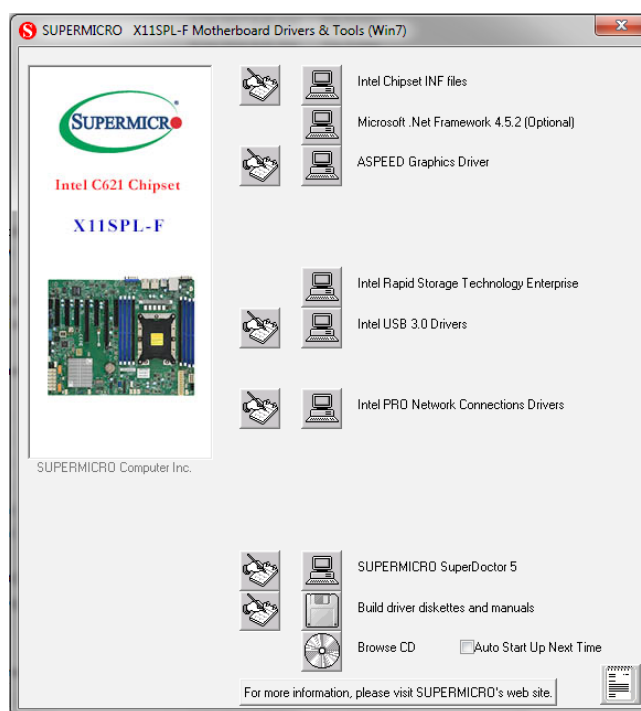 SUPERMICRO X11SPL-F Motherboard Drivers & Tools (Win7)
SUPERMICRO
Intel C621 Chipset
X11SPL-F
SUPERMICRO Computer Inc.
Intel Chipset INF files
Microsoft .Net Framework 4.5.2 (Optional)
ASPEED Graphics Driver
Intel Rapid Storage Technology Enterprise
Intel USB 3.0 Drivers
Intel PRO Network Connections Drivers
SUPERMICRO SuperDoctor 5
Build driver diskettes and manuals
Browse CD Auto Start Up Next Time
For more information, please visit SUPERMICRO's web site.